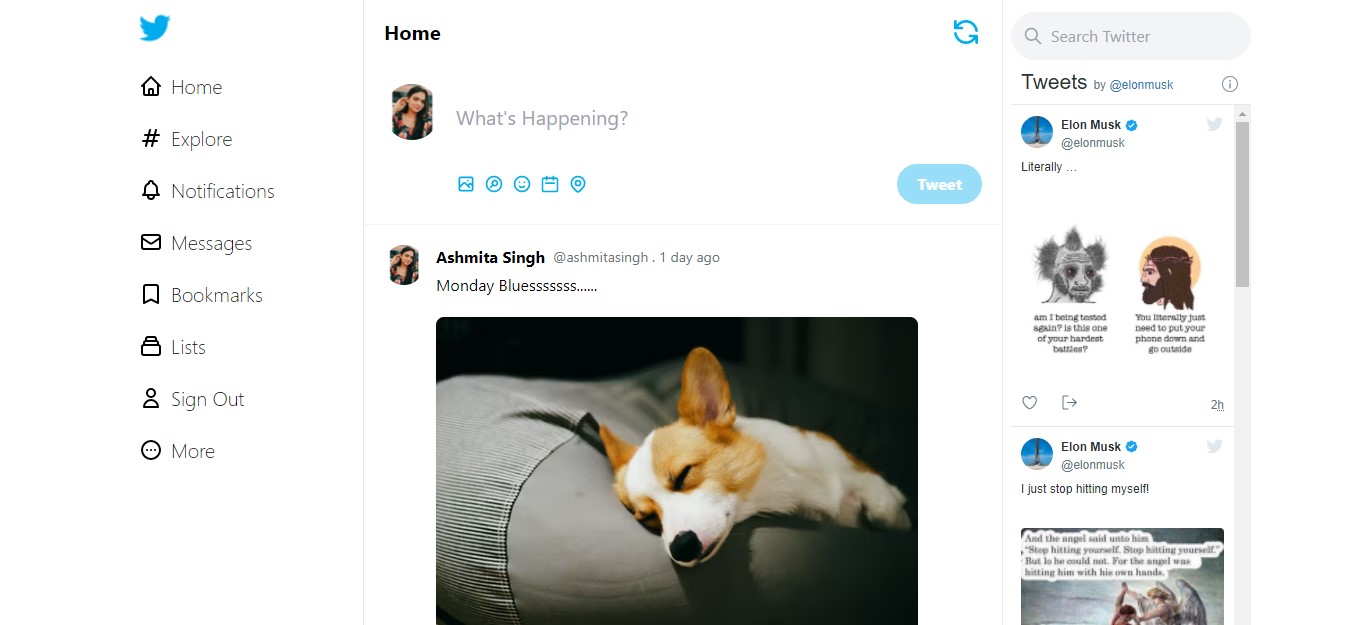 Home
Explore
Notifications
Messages
Bookmarks
Lists
Sign Out
More
Home
What's Happening?
Tweet
Ashmita Singh @ashmitasingh . 1 day ago
Monday Bluesssssss......
Search Twitter
Tweets by @elonmusk
Elon Musk
@elonmusk
Literally …
am I being tested
again? is this one
of your hardest
battles?
You literally just
need to put your
phone down and
go outside
2h
Elon Musk
@elonmusk
I just stop hitting myself!
And the angel said unto him
"Stop hitting yourself. Stop hitting yourself."
But lo he could not. For the angel was
hitting him with his own hands.